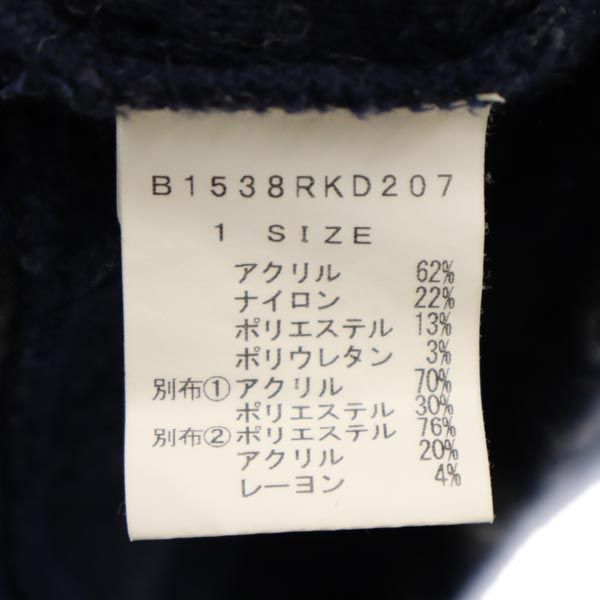 B1538RKD207
1 SIZE
アクリル 62%
ナイロン 22%
ポリエステル 13%
ポリウレタン 3%
別布① アクリル 70%
ポリエステル 30%
別布② ポリエステル 76%
アクリル 20%
レーヨン 4%